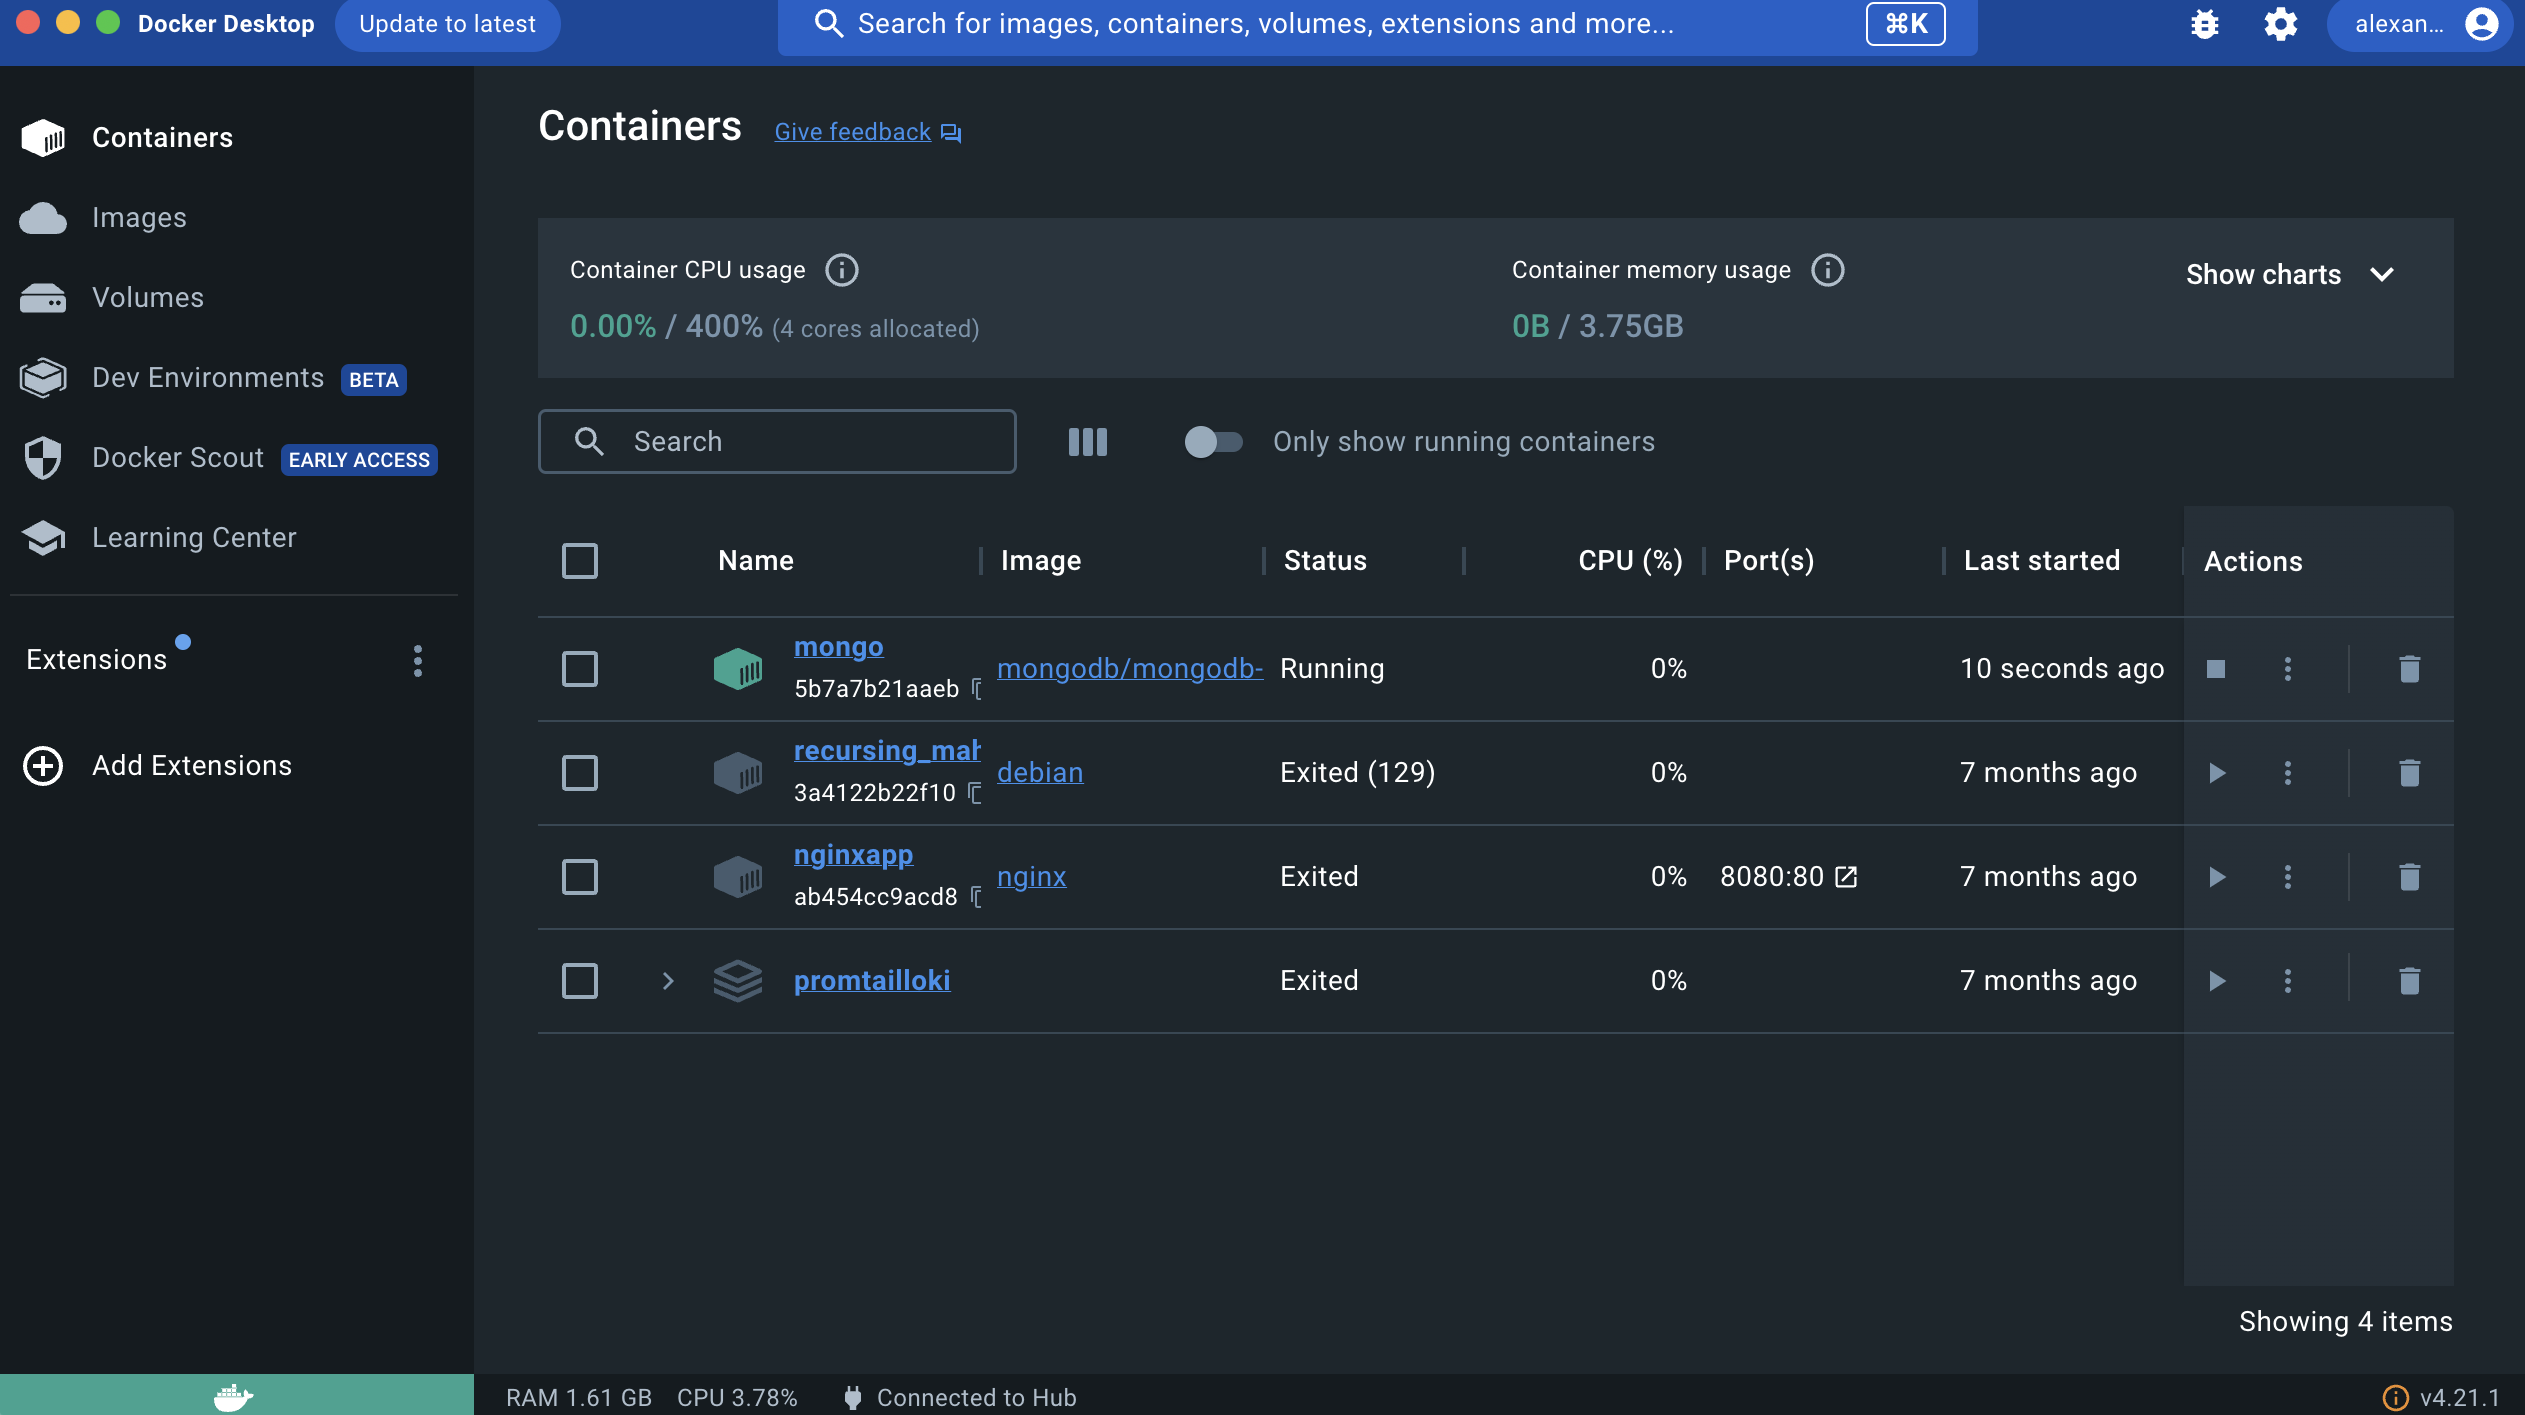 Docker Desktop
Update to latest
Search for images, containers, volumes, extensions and more...
⌘K
alexan...
Containers
Images
Volumes
Dev Environments BETA
Docker Scout EARLY ACCESS
Learning Center
Extensions
Add Extensions
Containers Give feedback
Container CPU usage
0.00% / 400% (4 cores allocated)
Container memory usage
0B / 3.75GB
Show charts
Search
Only show running containers
Name Image Status CPU (%) Port(s) Last started Actions
mongo
5b7a7b21aaeb
mongodb/mongodb- Running 0% 10 seconds ago
recursing_mah
3a4122b22f10
debian Exited (129) 0% 7 months ago
nginxapp
ab454cc9acd8
nginx Exited 0% 8080:80 7 months ago
promtailloki Exited 0% 7 months ago
Showing 4 items
RAM 1.61 GB CPU 3.78% Connected to Hub
v4.21.1